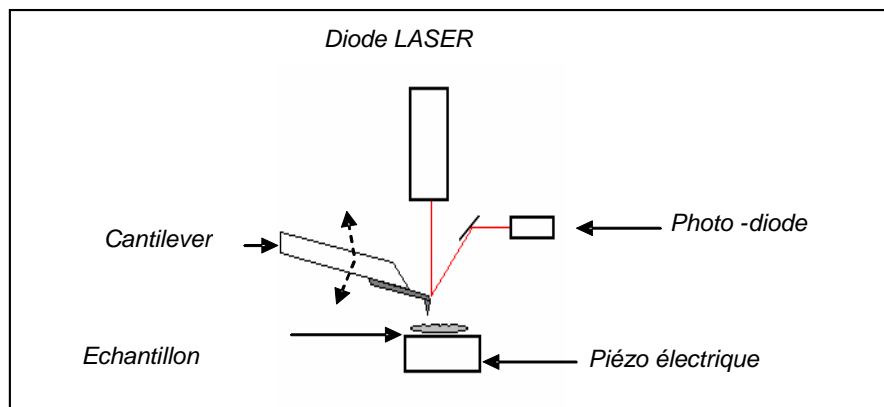 Diode LASER
Photo -diode
Cantilever
Echantillon
Piézo électrique